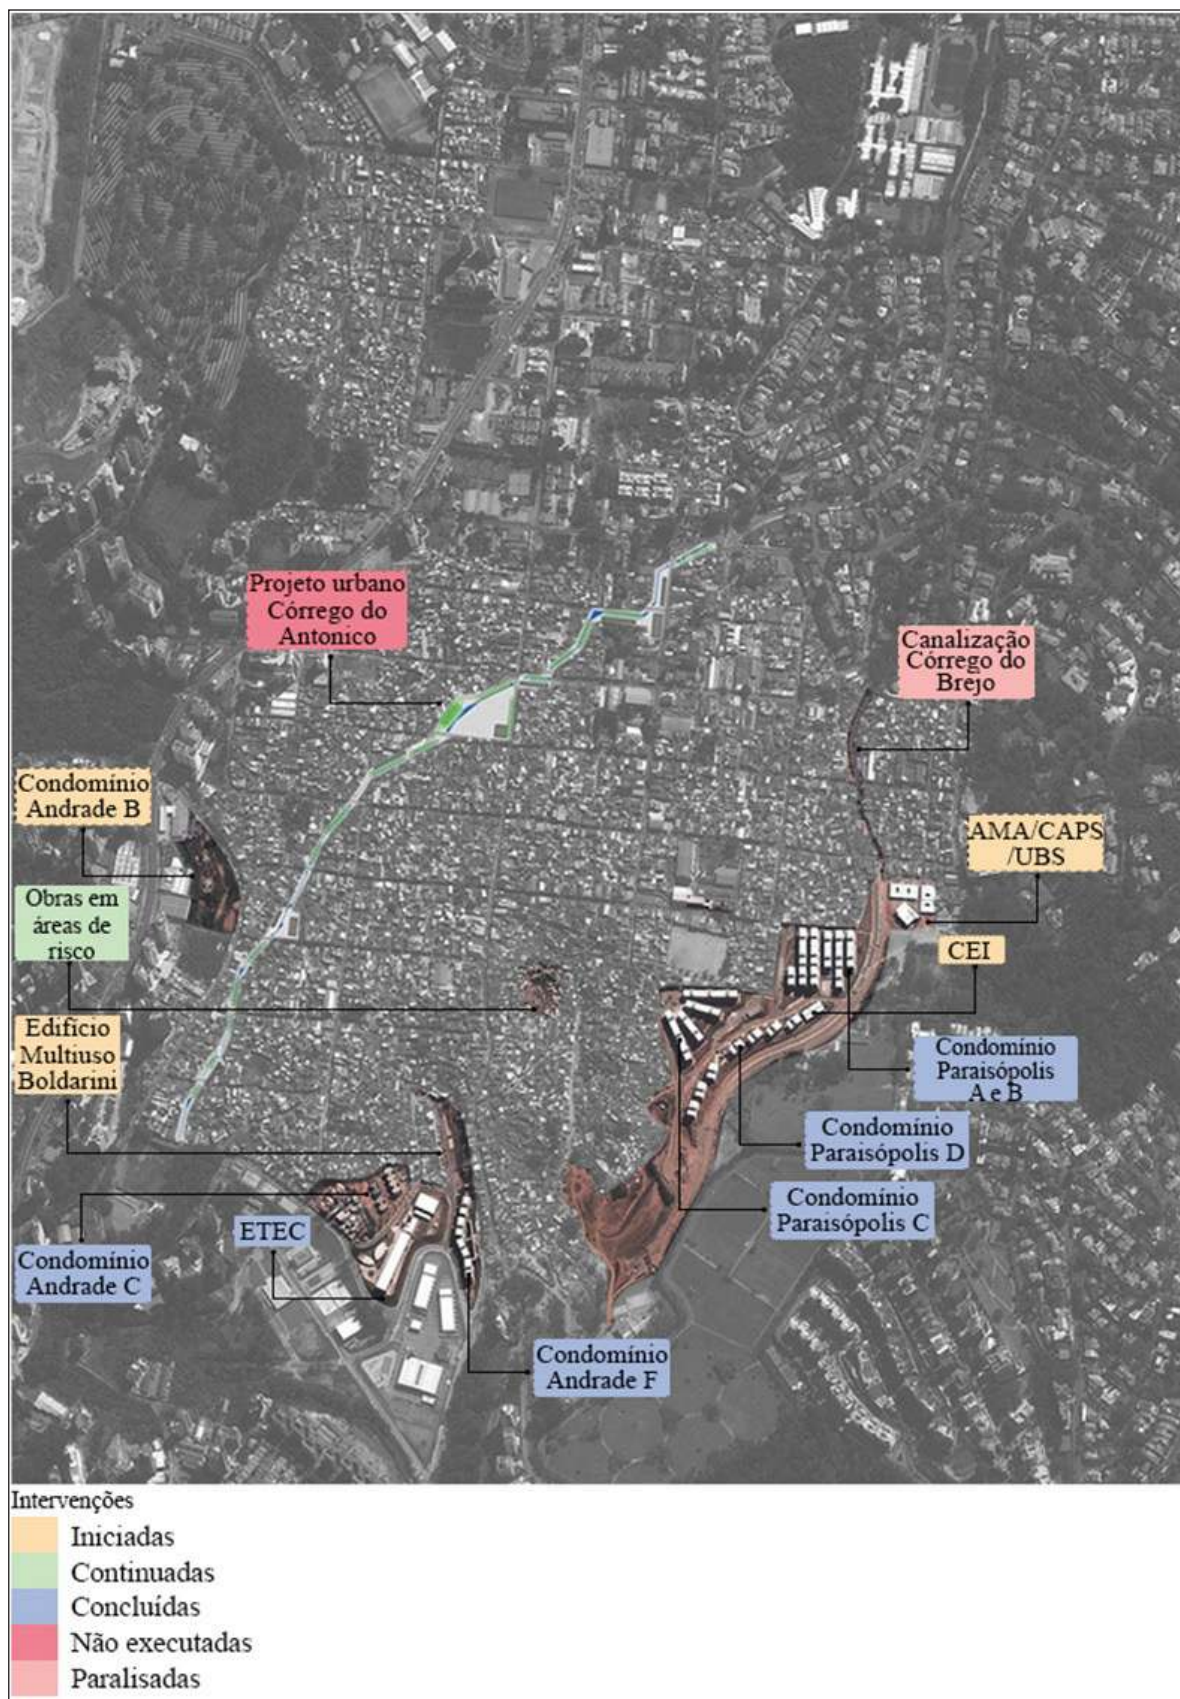 Projeto urbano
Córrego do
Antonico
Canalização
Córrego do
Brejo
Condomínio
Andrade B
AMA/CAPS
/UBS
Obras em
áreas de
risco
CEI
Edifício
Multiuso
Boldarini
Condomínio
Paraisópolis
A e B
Condomínio
Paraisópolis D
Condomínio
Paraisópolis C
ETEC
Condomínio
Andrade C
Condomínio
Andrade F
Intervenções
Iniciadas
Continuadas
Concluídas
Não executadas
Paralisadas